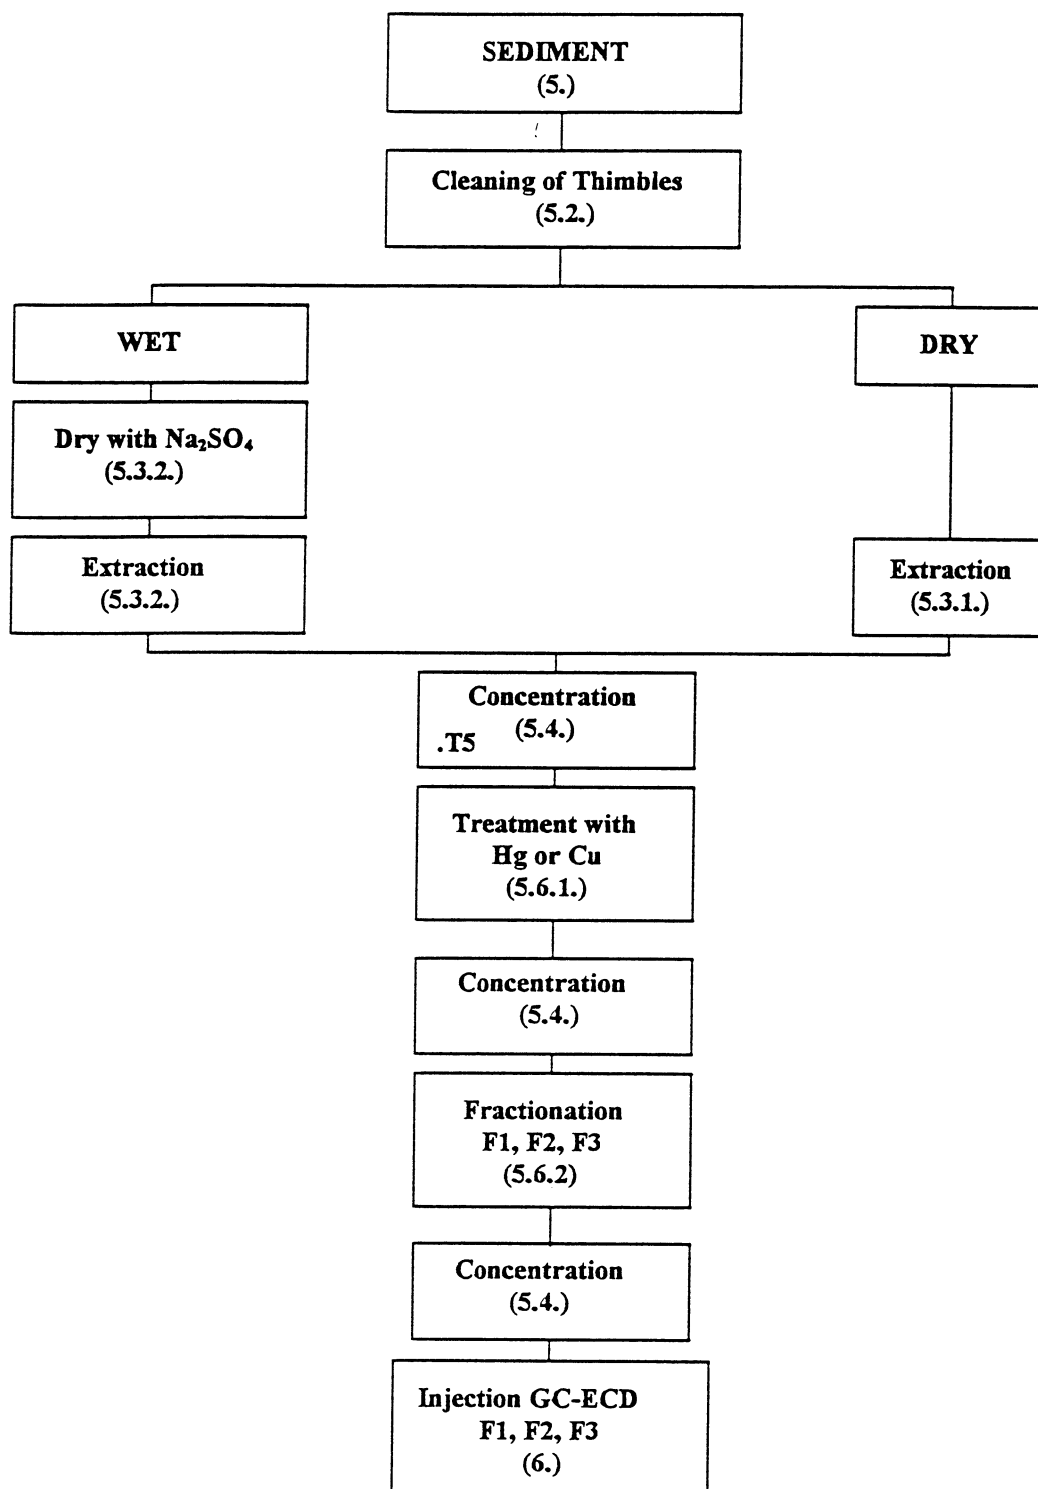 SEDIMENT
(5.)
Cleaning of Thimbles
(5.2.)
WET
DRY
Dry with Na₂SO₄
(5.3.2.)
Extraction
(5.3.2.)
Extraction
(5.3.1.)
Concentration
(5.4.)
.T5
Treatment with
Hg or Cu
(5.6.1.)
Concentration
(5.4.)
Fractionation
F1, F2, F3
(5.6.2)
Concentration
(5.4.)
Injection GC-ECD
F1, F2, F3
(6.)